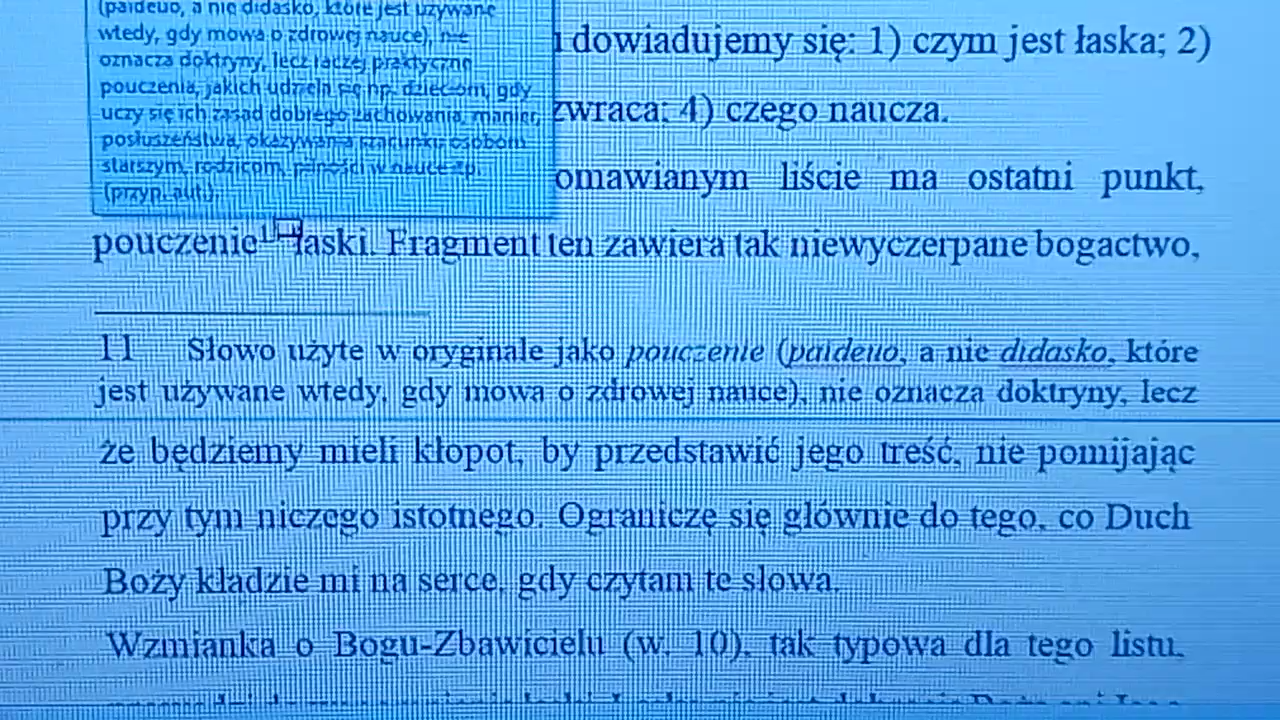 (paideuo, a nie didasko, które jest używane
wtedy, gdy mowa o zdrowej nauce), nie
oznacza doktryny, lecz raczej praktyczne
pouczenia, jakich udziela się np. dzieciom, gdy
uczy się ich zasad dobrego zachowania, manier,
posłuszeństwa, okazywania szacunku osobom
starszym, rodzicom, pilności w nauce itp.
(przyp. aut.).
dowiadujemy się: 1) czym jest łaska; 2)
zwraca; 4) czego naucza.
omawianym liście ma ostatni punkt,
pouczenie łaski. Fragment ten zawiera tak niewyczerpane bogactwo,
11 Słowo użyte w oryginale jako pouczenie (paideuo, a nie didasko, które
jest używane wtedy, gdy mowa o zdrowej nauce), nie oznacza doktryny, lecz
że będziemy mieli kłopot, by przedstawić jego treść, nie pomijając
przy tym niczego istotnego. Ograniczę się głównie do tego, co Duch
Boży kładzie mi na serce, gdy czytam te słowa.
Wzmianka o Bogu-Zbawicielu (w. 10), tak typowa dla tego listu,